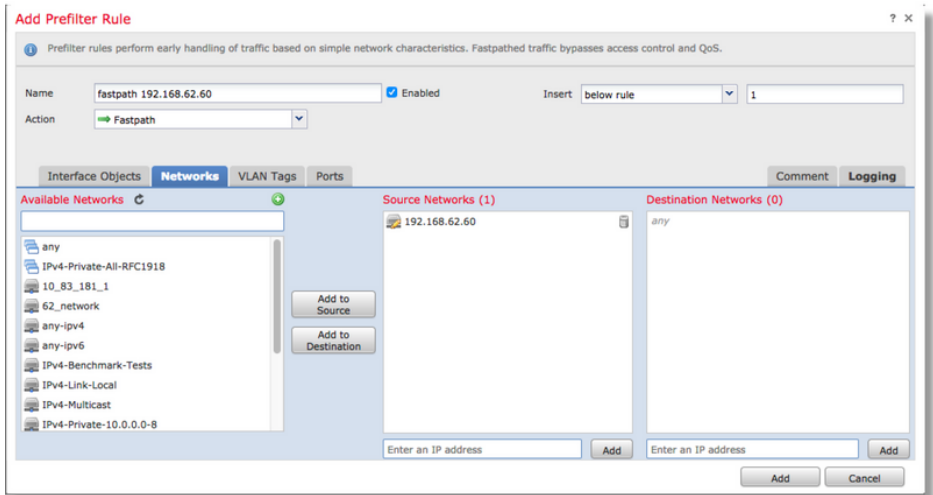 Add Prefilter Rule
?
Prefilter rules perform early handling of traffic based on simple network characteristics. Fastpathed traffic bypasses access control and QoS.
Name fastpath 192.168.62.60 Enabled Insert below rule 1
Action Fastpath
Interface Objects Networks VLAN Tags Ports Comment Logging
Available Networks Source Networks (1) Destination Networks (0)
192.168.62.60 any
any
IPv4-Private-All-RFC1918
10_83_181_1
62_network
any-ipv4
any-ipv6
IPv4-Benchmark-Tests
IPv4-Link-Local
IPv4-Multicast
IPv4-Private-10.0.0.0-8
Add to
Source
Add to
Destination
Enter an IP address Add Enter an IP address Add
Add Cancel